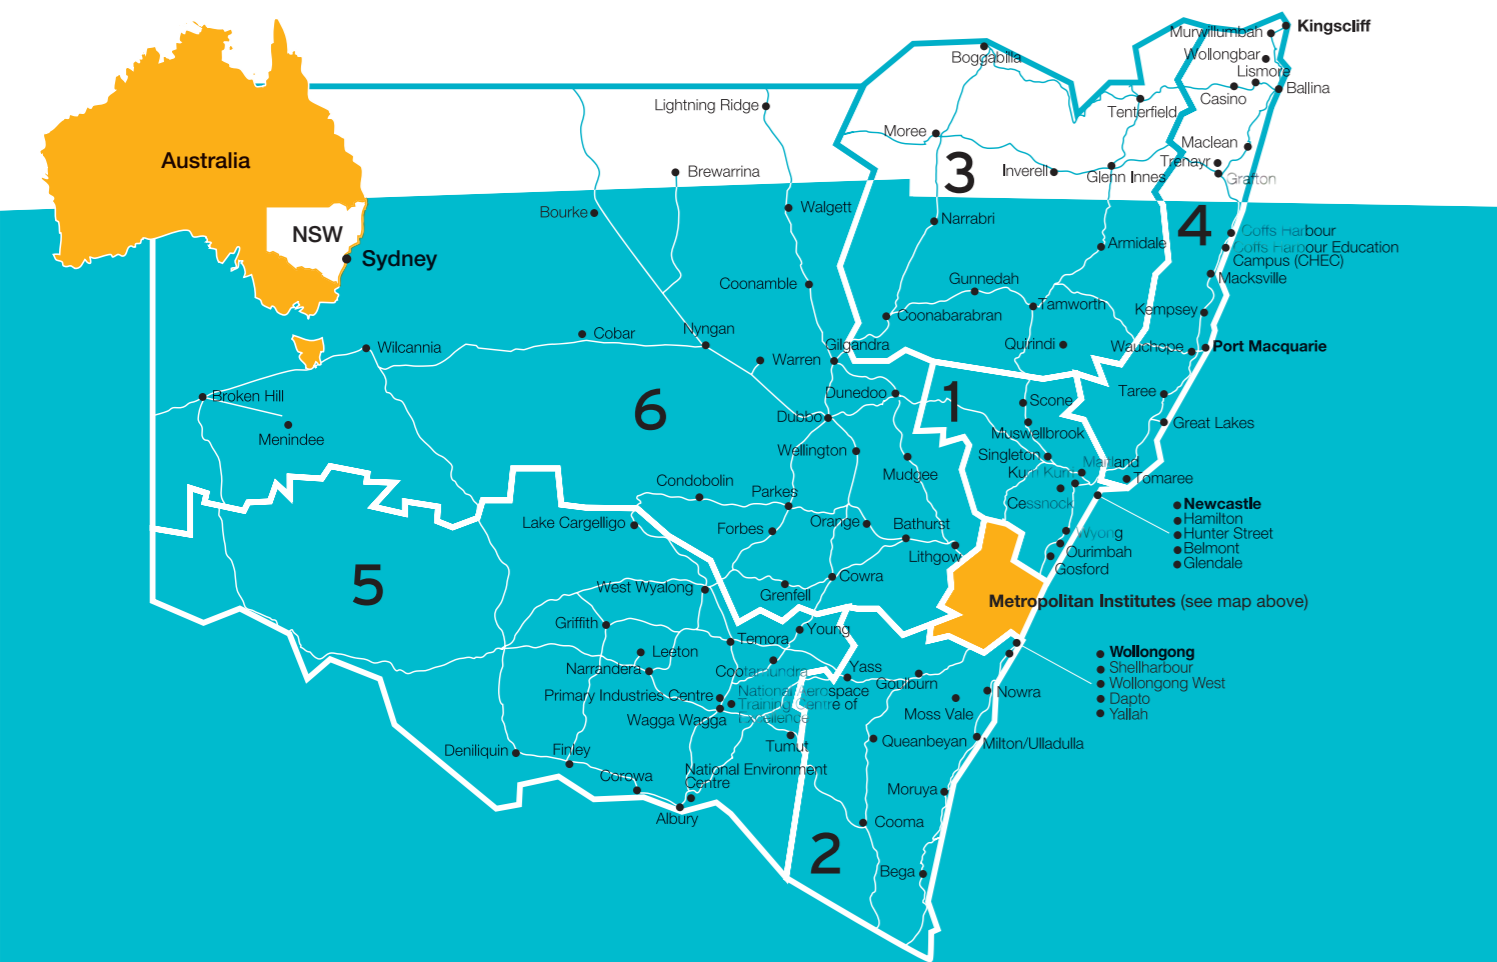 Kingscliff
Murwillumbah
Wollongbar
Lismore
Casino
Ballina
Boggabilla
Tenterfield
Lightning Ridge
Moree
Maclean
Trenayr
Grafton
Inverell
Glenn Innes
3
Australia
Brewarrina
Bourke
Walgett
Narrabri
4
NSW
Sydney
Armidale
Coffs Harbour
Coffs Harbour Education
Campus (CHEC)
Macksville
Coonamble
Gunnedah
Tamworth
Kempsey
Coonabarabran
Cobar
Nyngan
Wilcannia
Warren
Gilgandra
Quirindi
Wauchope
Port Macquarie
Broken Hill
Menindee
6
Dunedoo
1
Scone
Taree
Dubbo
Muswellbrook
Great Lakes
Wellington
Mudgee
Singleton
Maitland
Kurri Kurri
Tomaree
Condobolin
Parkes
Cessnock
Newcastle
Hamilton
Hunter Street
Belmont
Glendale
Lake Cargelligo
Forbes
Orange
Bathurst
Lithgow
Wyong
Ourimbah
Gosford
5
West Wyalong
Grenfell
Cowra
Metropolitan Institutes (see map above)
Griffith
Temora
Young
Leeton
Narrandera
Cootamundra
Yass
Goulburn
Wollongong
Shellharbour
Wollongong West
Dapto
Yallah
Primary Industries Centre
National Aerospace
Training Centre of
Excellence
Wagga Wagga
Moss Vale
Nowra
Tumut
Queanbeyan
Milton/Ulladulla
Deniliquin
Finley
Corowa
National Environment
Centre
Albury
Moruya
Cooma
2
Bega